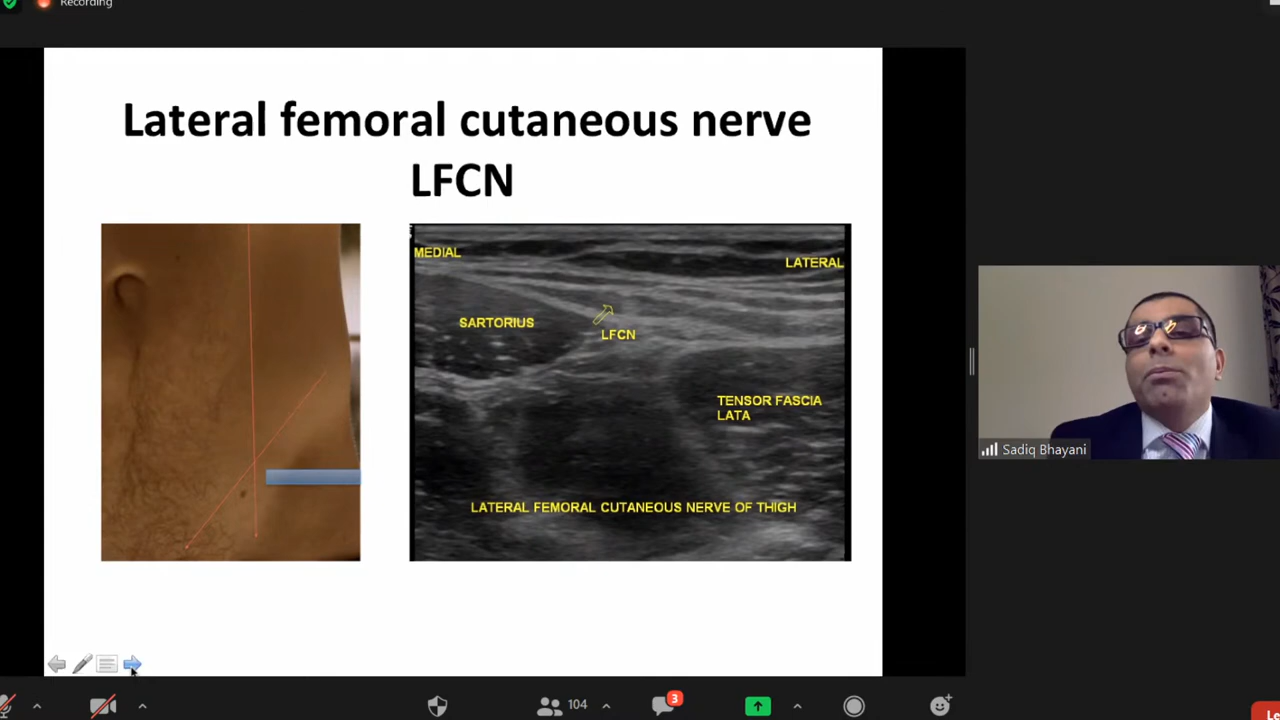 Recording
Lateral femoral cutaneous nerve
LFCN
MEDIAL
LATERAL
SARTORIUS
LFCN
TENSOR FASCIA
LATA
LATERAL FEMORAL CUTANEOUS NERVE OF THIGH
Sadiq Bhayani
104
3